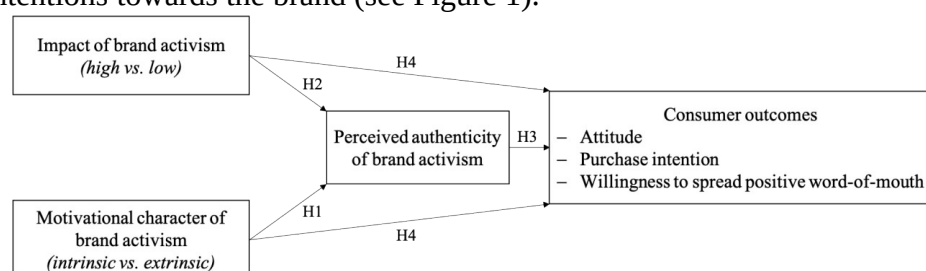 ntentions towards the brand (see Figure 1).
Impact of brand activism
(high vs. low)
H4
H2
Consumer outcomes
– Attitude
– Purchase intention
– Willingness to spread positive word-of-mouth
Perceived authenticity
of brand activism
H3
H1
Motivational character of
brand activism
(intrinsic vs. extrinsic)
H4